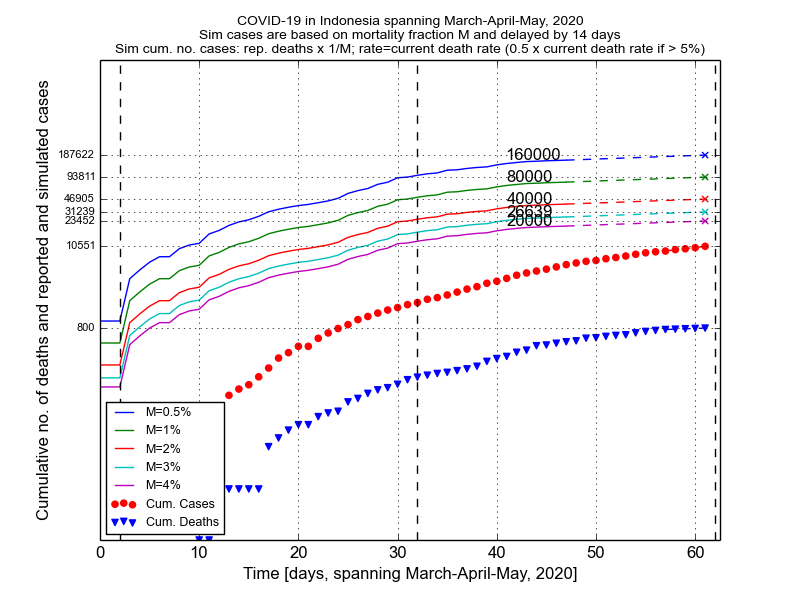 COVID-19 in Indonesia spanning March-April-May, 2020
Sim cases are based on mortality fraction M and delayed by 14 days
Sim cum. no. cases: rep. deaths x 1/M; rate=current death rate (0.5 x current death rate if > 5%)
Cumulative no. of deaths and reported and simulated cases
187622
93811
46905
31239
23452
10551
800
160000
80000
40000
26639
20000
M=0.5%
M=1%
M=2%
M=3%
M=4%
Cum. Cases
Cum. Deaths
0 10 20 30 40 50 60
Time [days, spanning March-April-May, 2020]